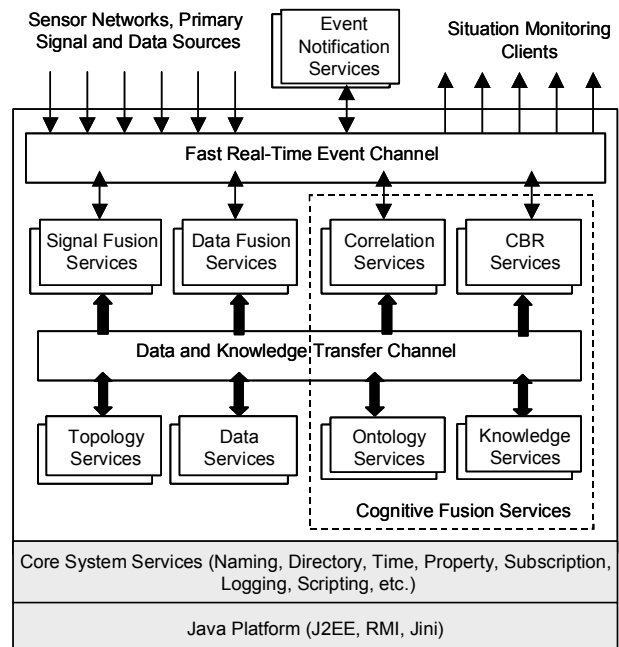 Sensor Networks, Primary
Signal and Data Sources
Event
Notification
Services
Situation Monitoring
Clients
Fast Real-Time Event Channel
Signal Fusion
Services
Data Fusion
Services
Correlation
Services
CBR
Services
Data and Knowledge Transfer Channel
Topology
Services
Data
Services
Ontology
Services
Knowledge
Services
Cognitive Fusion Services
Core System Services (Naming, Directory, Time, Property, Subscription,
Logging, Scripting, etc.)
Java Platform (J2EE, RMI, Jini)